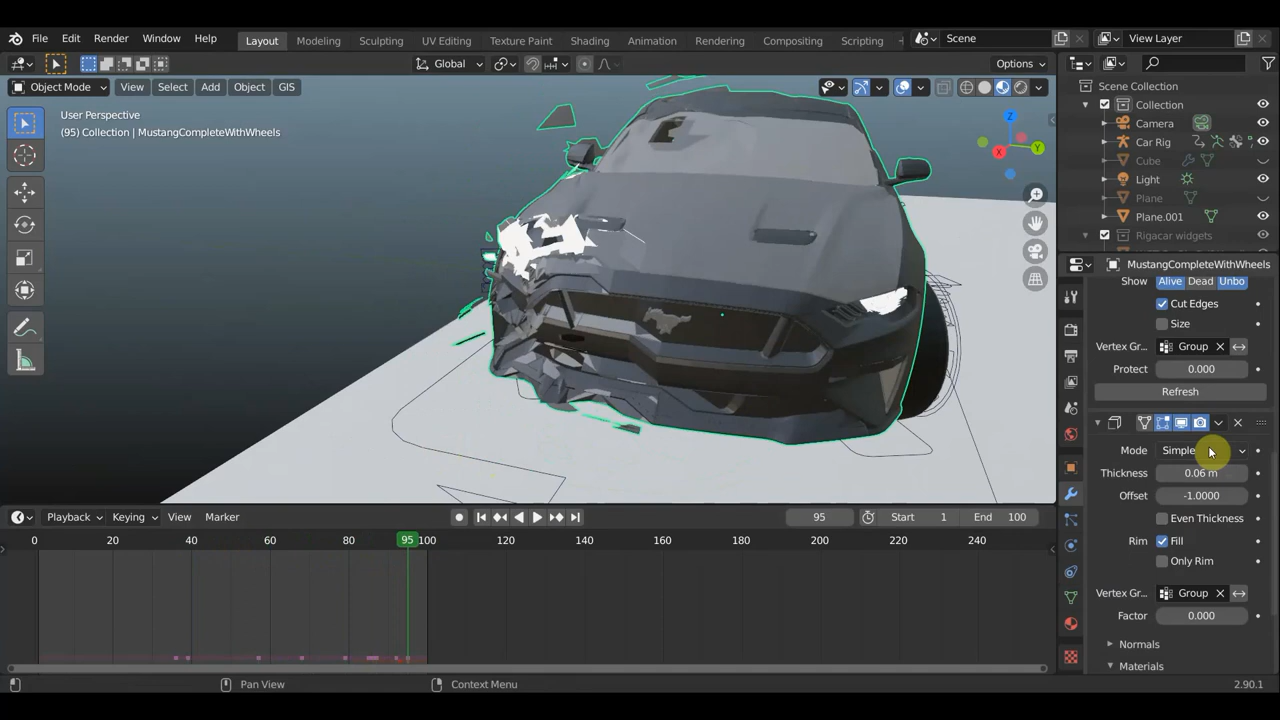 File Edit Render Window Help Layout Modeling Sculpting UV Editing Texture Paint Shading Animation Rendering Compositing Scripting + Scene View Layer
Global Options
Object Mode View Select Add Object GIS
User Perspective
(95) Collection | MustangCompleteWithWheels
Z
X Y
Scene Collection
Collection
Camera
Car Rig
Cube
Light
Plane
Plane.001
Rigacar widgets
MustangCompleteWithWheels
Show Alive Dead Unbo
Cut Edges
Size
Vertex Gr... Group
Protect 0.000
Refresh
Mode Simple
Thickness 0.06 m
Offset -1.0000
Even Thickness
Rim Fill
Only Rim
Vertex Gr... Group
Factor 0.000
Normals
Materials
Playback Keying View Marker 95 Start 1 End 100
0 20 40 60 80 95 100 120 140 160 180 200 220 240
Pan View Context Menu 2.90.1